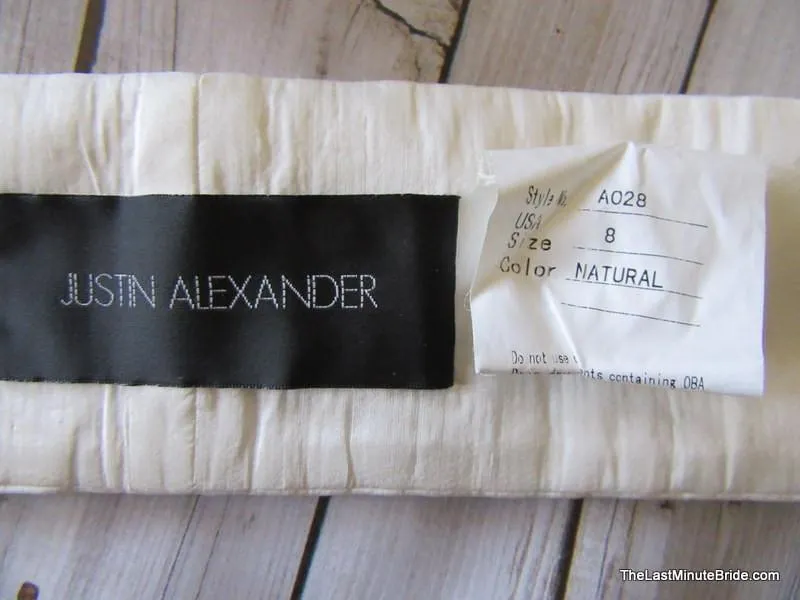 JUSTIN ALEXANDER
Style No. A028
USA
Size 8
Color NATURAL
Do not use
containing OBA
TheLastMinuteBride.com